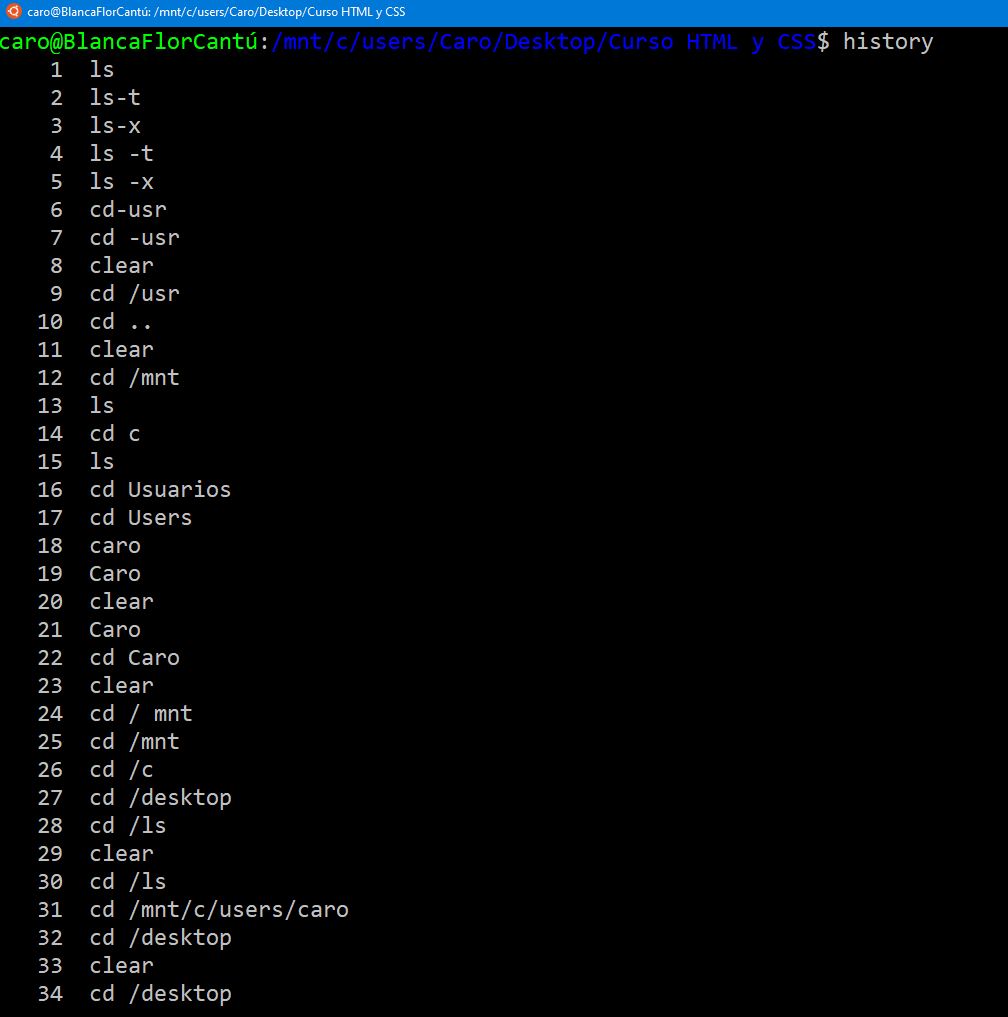 caro@BlancaFlorCantú: /mnt/c/users/Caro/Desktop/Curso HTML y CSS
caro@BlancaFlorCantú:/mnt/c/users/Caro/Desktop/Curso HTML y CSS$ history
1 ls
2 ls-t
3 ls-x
4 ls -t
5 ls -x
6 cd-usr
7 cd -usr
8 clear
9 cd /usr
10 cd ..
11 clear
12 cd /mnt
13 ls
14 cd c
15 ls
16 cd Usuarios
17 cd Users
18 caro
19 Caro
20 clear
21 Caro
22 cd Caro
23 clear
24 cd / mnt
25 cd /mnt
26 cd /c
27 cd /desktop
28 cd /ls
29 clear
30 cd /ls
31 cd /mnt/c/users/caro
32 cd /desktop
33 clear
34 cd /desktop